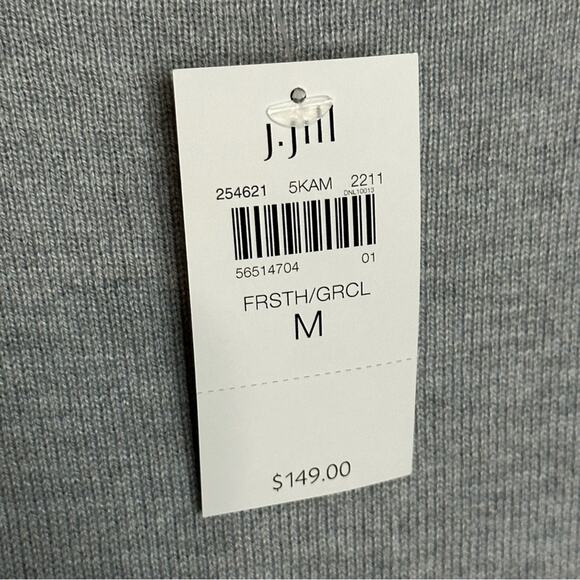 J.Jill
254621 5KAM 2211
DNL10013
56514704 01
FRSTH/GRCL
M
$149.00